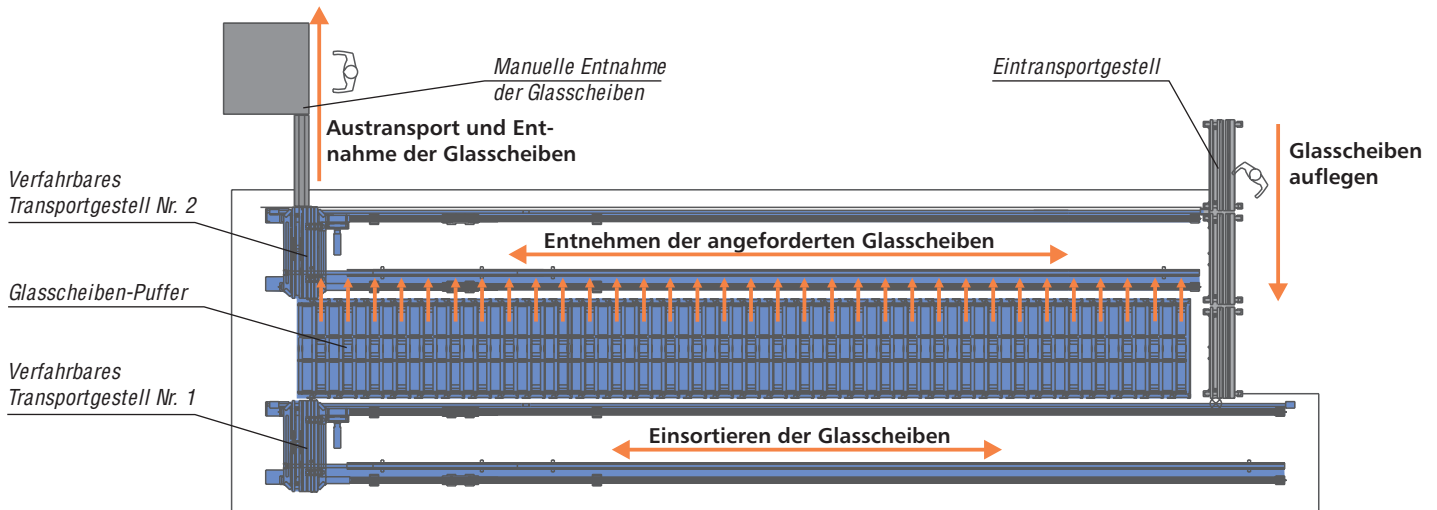 Manuelle Entnahme
der Glasscheiben
Eintransportgestell
Austransport und Ent-
nahme der Glasscheiben
Glasscheiben
auflegen
Verfahrbares
Transportgestell Nr. 2
Entnehmen der angeforderten Glasscheiben
Glasscheiben-Puffer
Verfahrbares
Transportgestell Nr. 1
Einsortieren der Glasscheiben